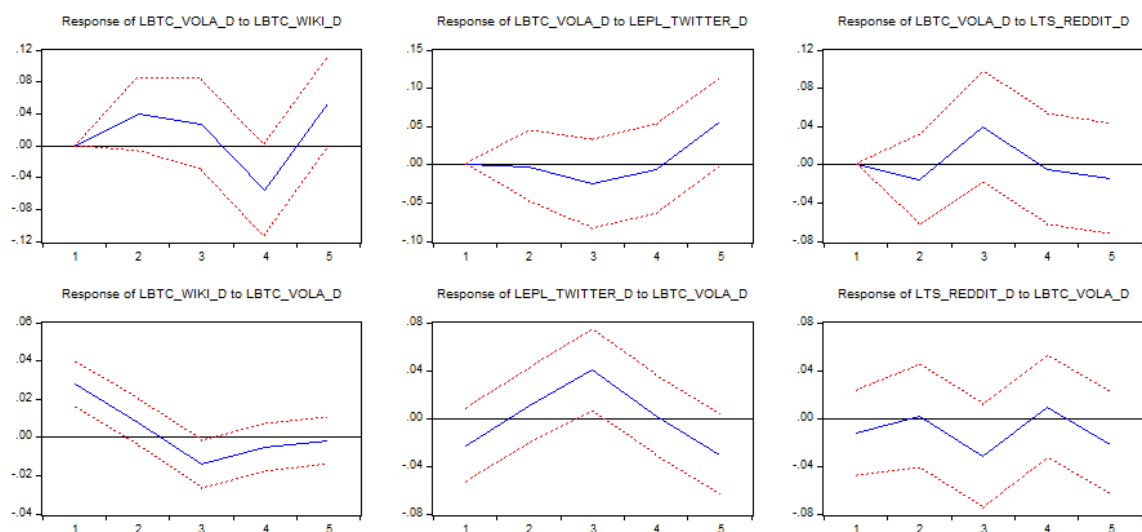 Response of LBTC_VOLA_D to LBTC_WIKI_D
.12
.08
.04
.00
-.04
-.08
-.12
1 2 3 4 5
Response of LBTC_VOLA_D to LEPL_TWITTER_D
.15
.10
.05
.00
-.05
-.10
1 2 3 4 5
Response of LBTC_VOLA_D to LTS_REDDIT_D
.12
.08
.04
.00
-.04
-.08
1 2 3 4 5
Response of LBTC_WIKI_D to LBTC_VOLA_D
.06
.04
.02
.00
-.02
-.04
1 2 3 4 5
Response of LEPL_TWITTER_D to LBTC_VOLA_D
.08
.04
.00
-.04
-.08
1 2 3 4 5
Response of LTS_REDDIT_D to LBTC_VOLA_D
.08
.04
.00
-.04
-.08
1 2 3 4 5